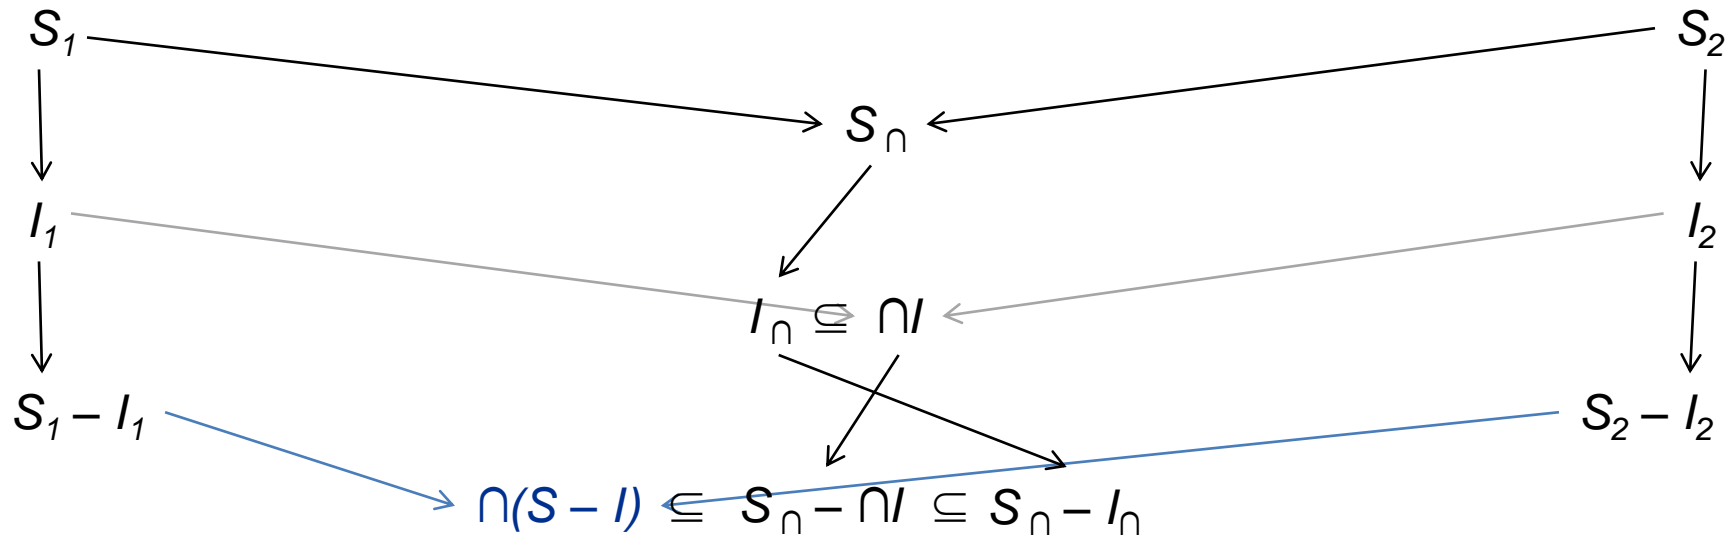 S₁ S₂
S∩
I₁ I₂
I∩ ⊆ ∩I
S₁ – I₁ S₂ – I₂
∩(S – I) ⊆ S∩ – ∩I ⊆ S∩ – I∩